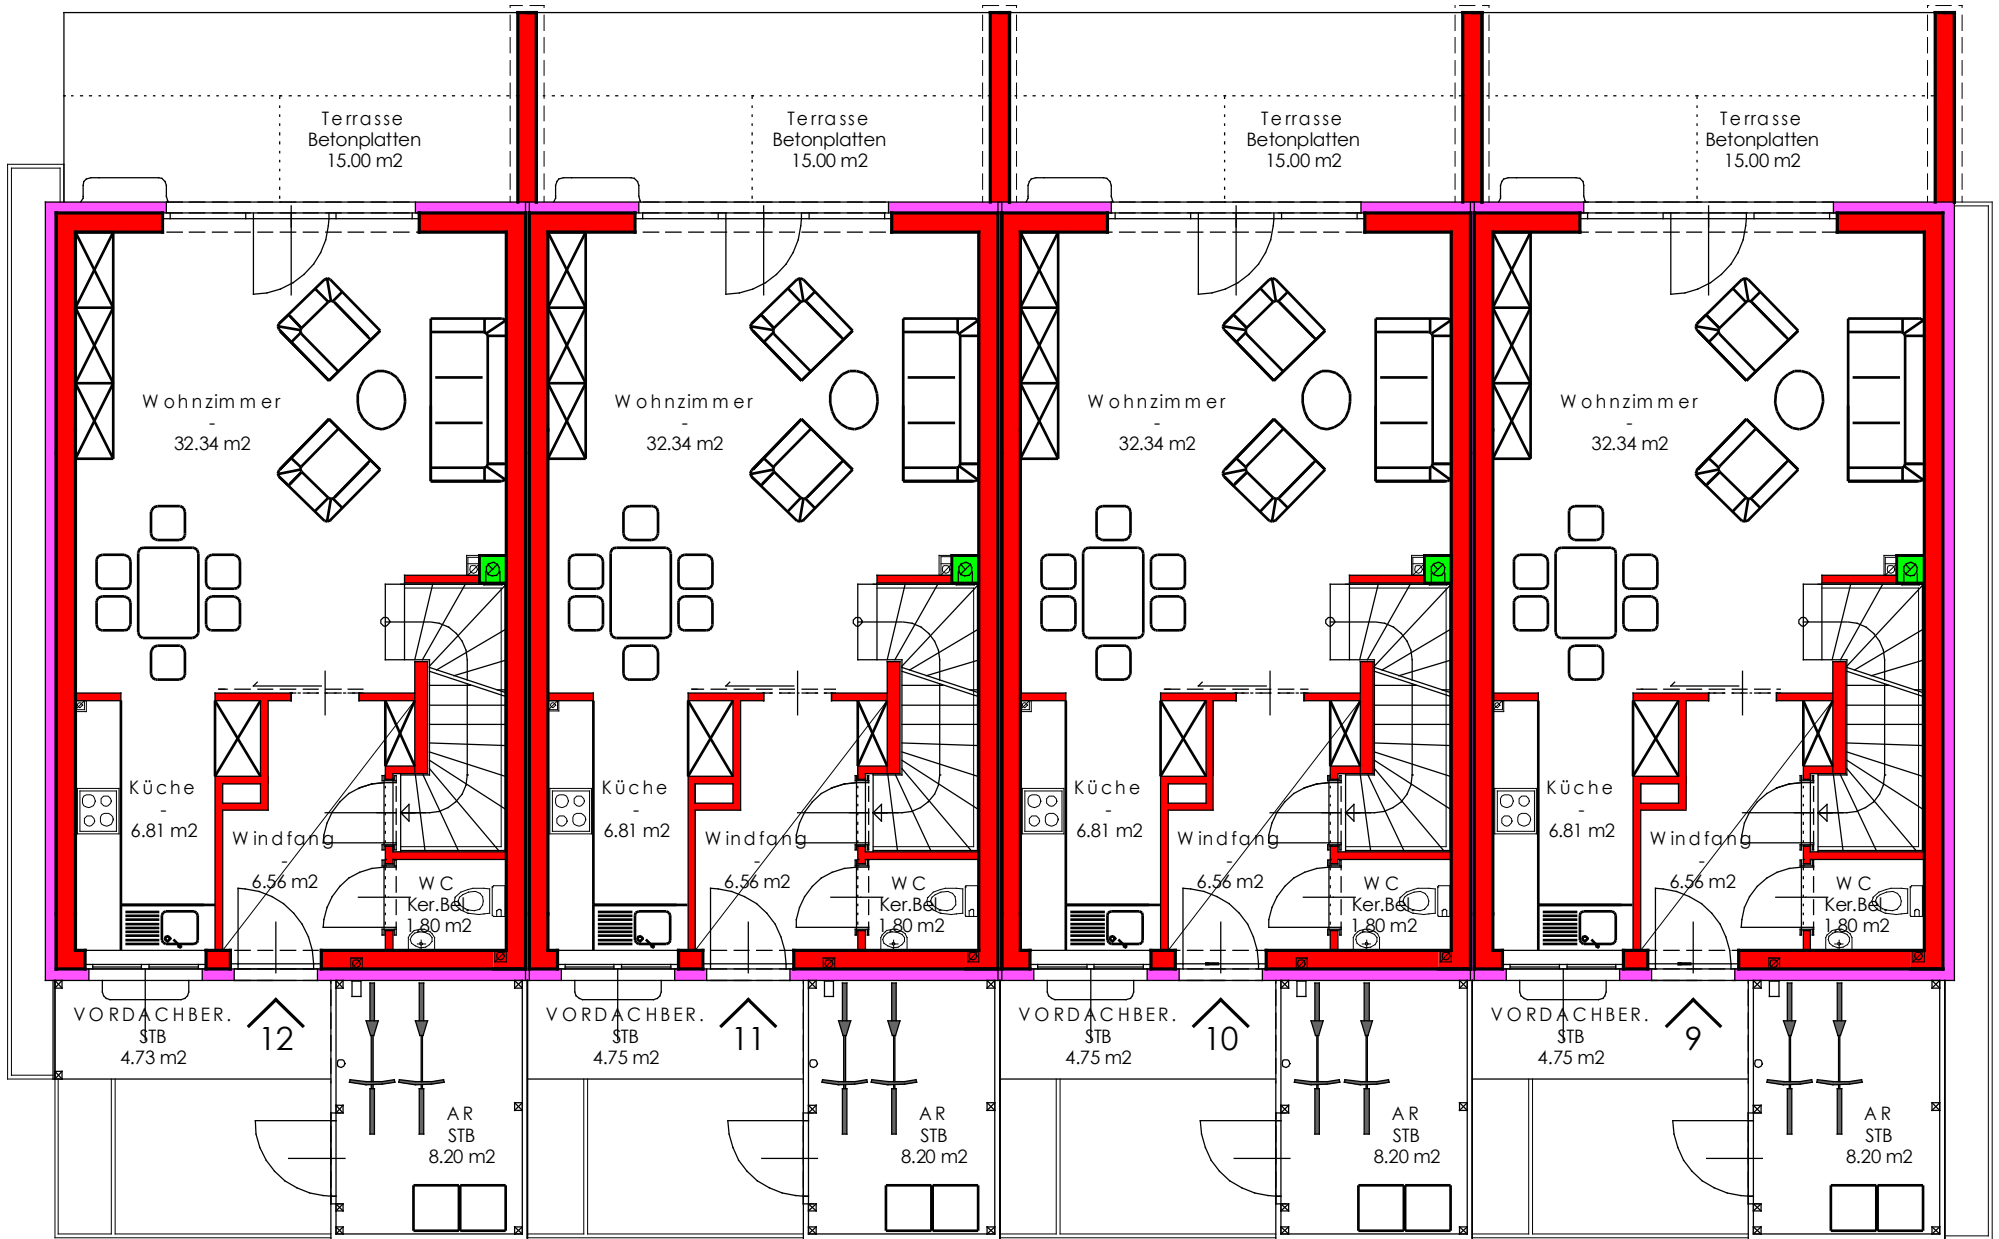 Terrasse
Betonplatten
15.00 m2
Terrasse
Betonplatten
15.00 m2
Terrasse
Betonplatten
15.00 m2
Terrasse
Betonplatten
15.00 m2
Wohnzimmer
-
32.34 m2
Wohnzimmer
-
32.34 m2
Wohnzimmer
-
32.34 m2
Wohnzimmer
-
32.34 m2
Küche
-
6.81 m2
Windfang
-
6.56 m2
WC
Ker.Bel.
1.80 m2
Küche
-
6.81 m2
Windfang
-
6.56 m2
WC
Ker.Bel.
1.80 m2
Küche
-
6.81 m2
Windfang
-
6.56 m2
WC
Ker.Bel.
1.80 m2
Küche
-
6.81 m2
Windfang
-
6.56 m2
WC
Ker.Bel.
1.80 m2
VORDACHBER.
STB
4.73 m2
12
VORDACHBER.
STB
4.75 m2
11
VORDACHBER.
STB
4.75 m2
10
VORDACHBER.
STB
4.75 m2
9
AR
STB
8.20 m2
AR
STB
8.20 m2
AR
STB
8.20 m2
AR
STB
8.20 m2